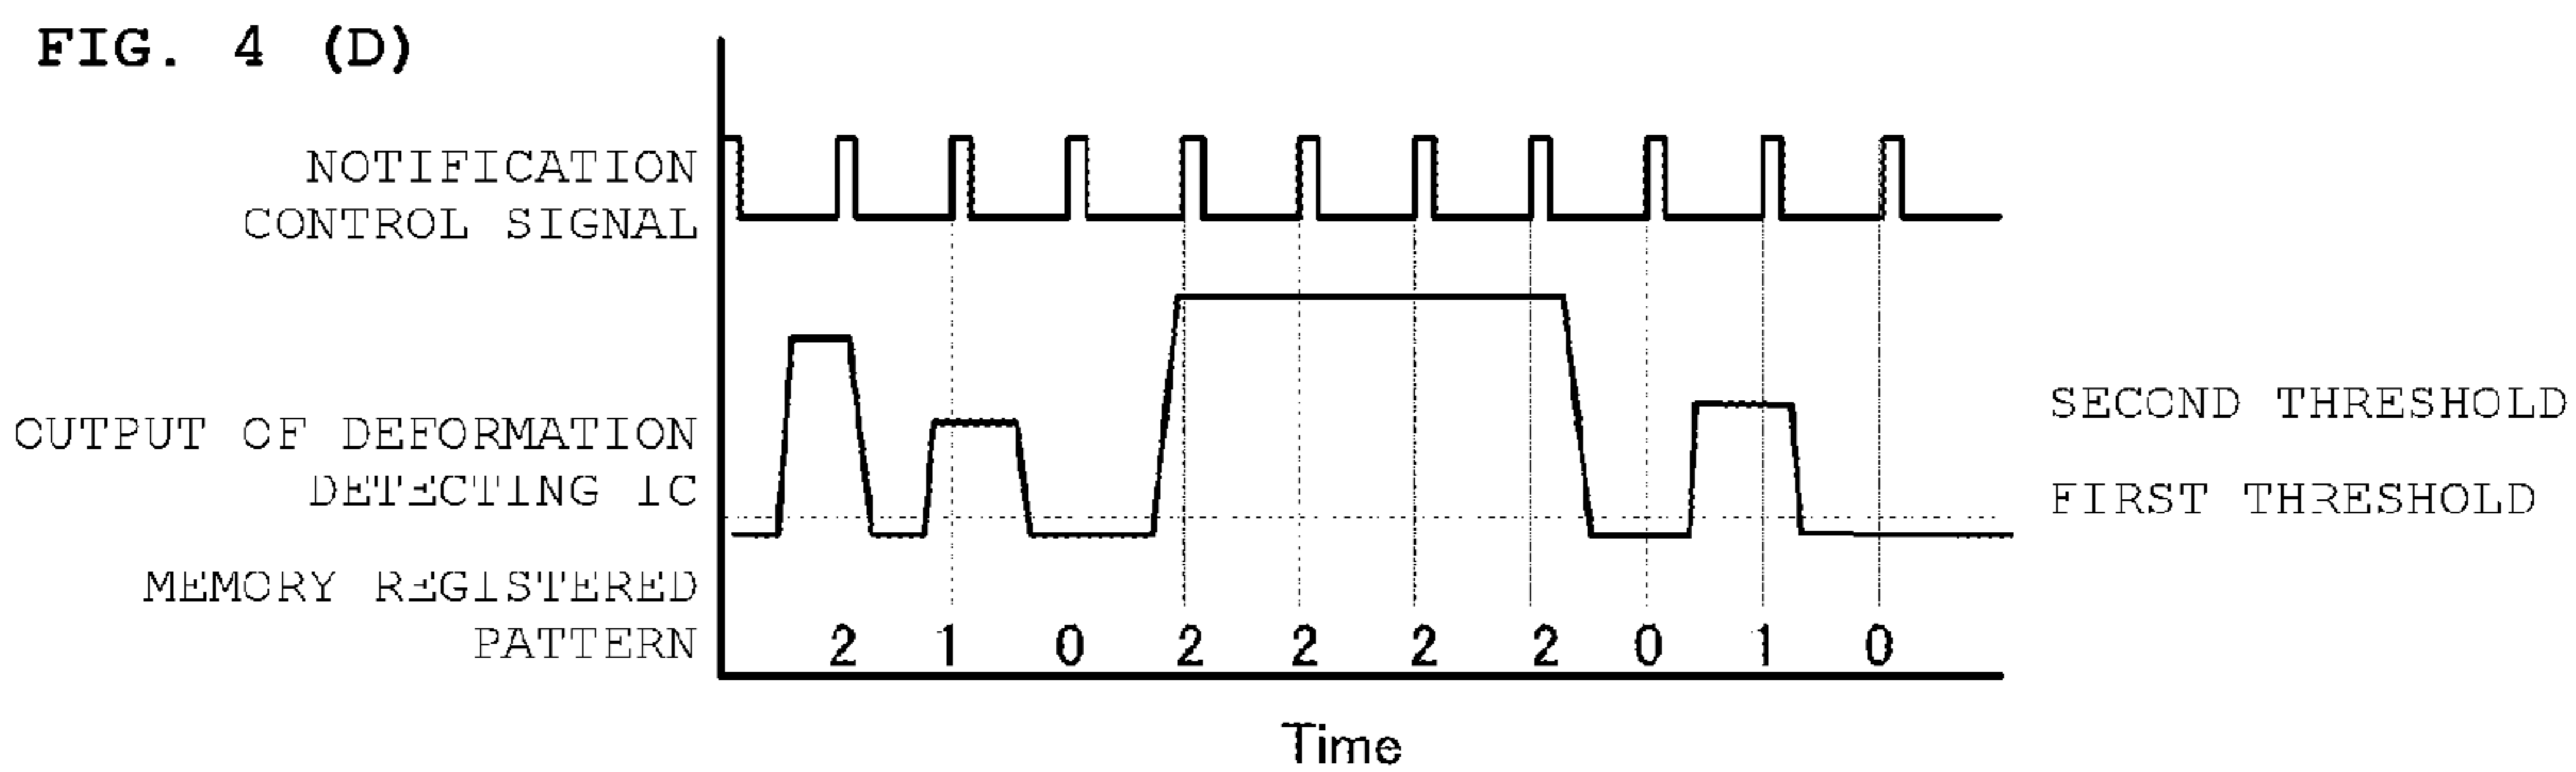 FIG. 4 (D)
NOTIFICATION
CONTROL SIGNAL
OUTPUT OF DEFORMATION
DETECTING IC
SECOND THRESHOLD
FIRST THRESHOLD
MEMORY REGISTERED
PATTERN
2 1 0 2 2 2 2 0 1 0
Time